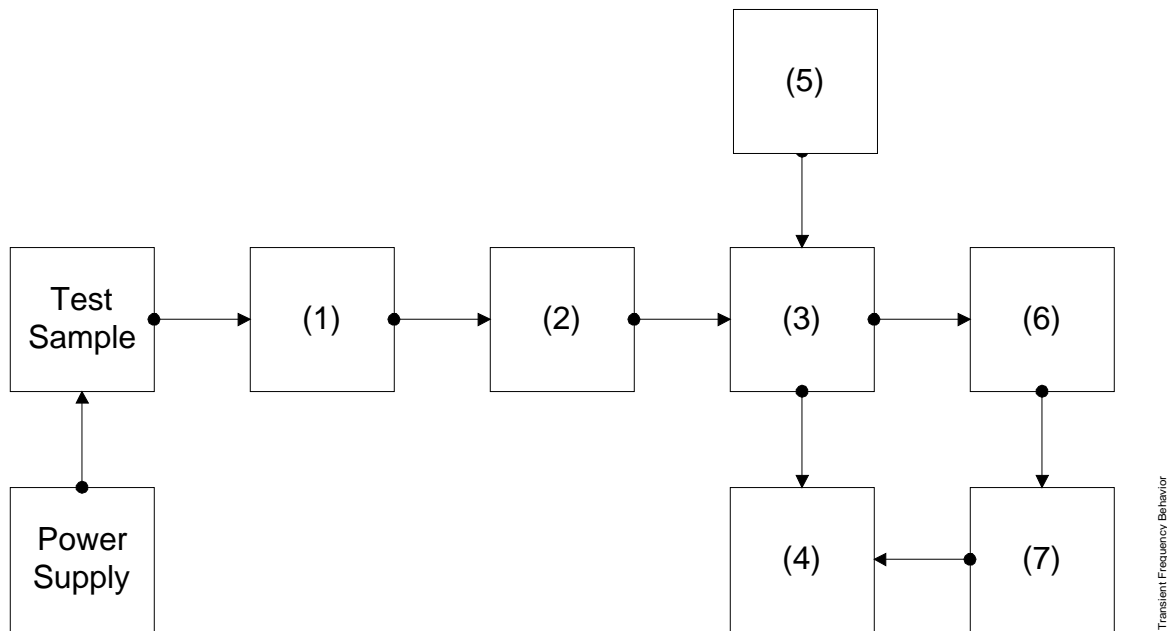 (5)
Test
Sample
(1)
(2)
(3)
(6)
Power
Supply
(4)
(7)
Transient Frequency Behavior